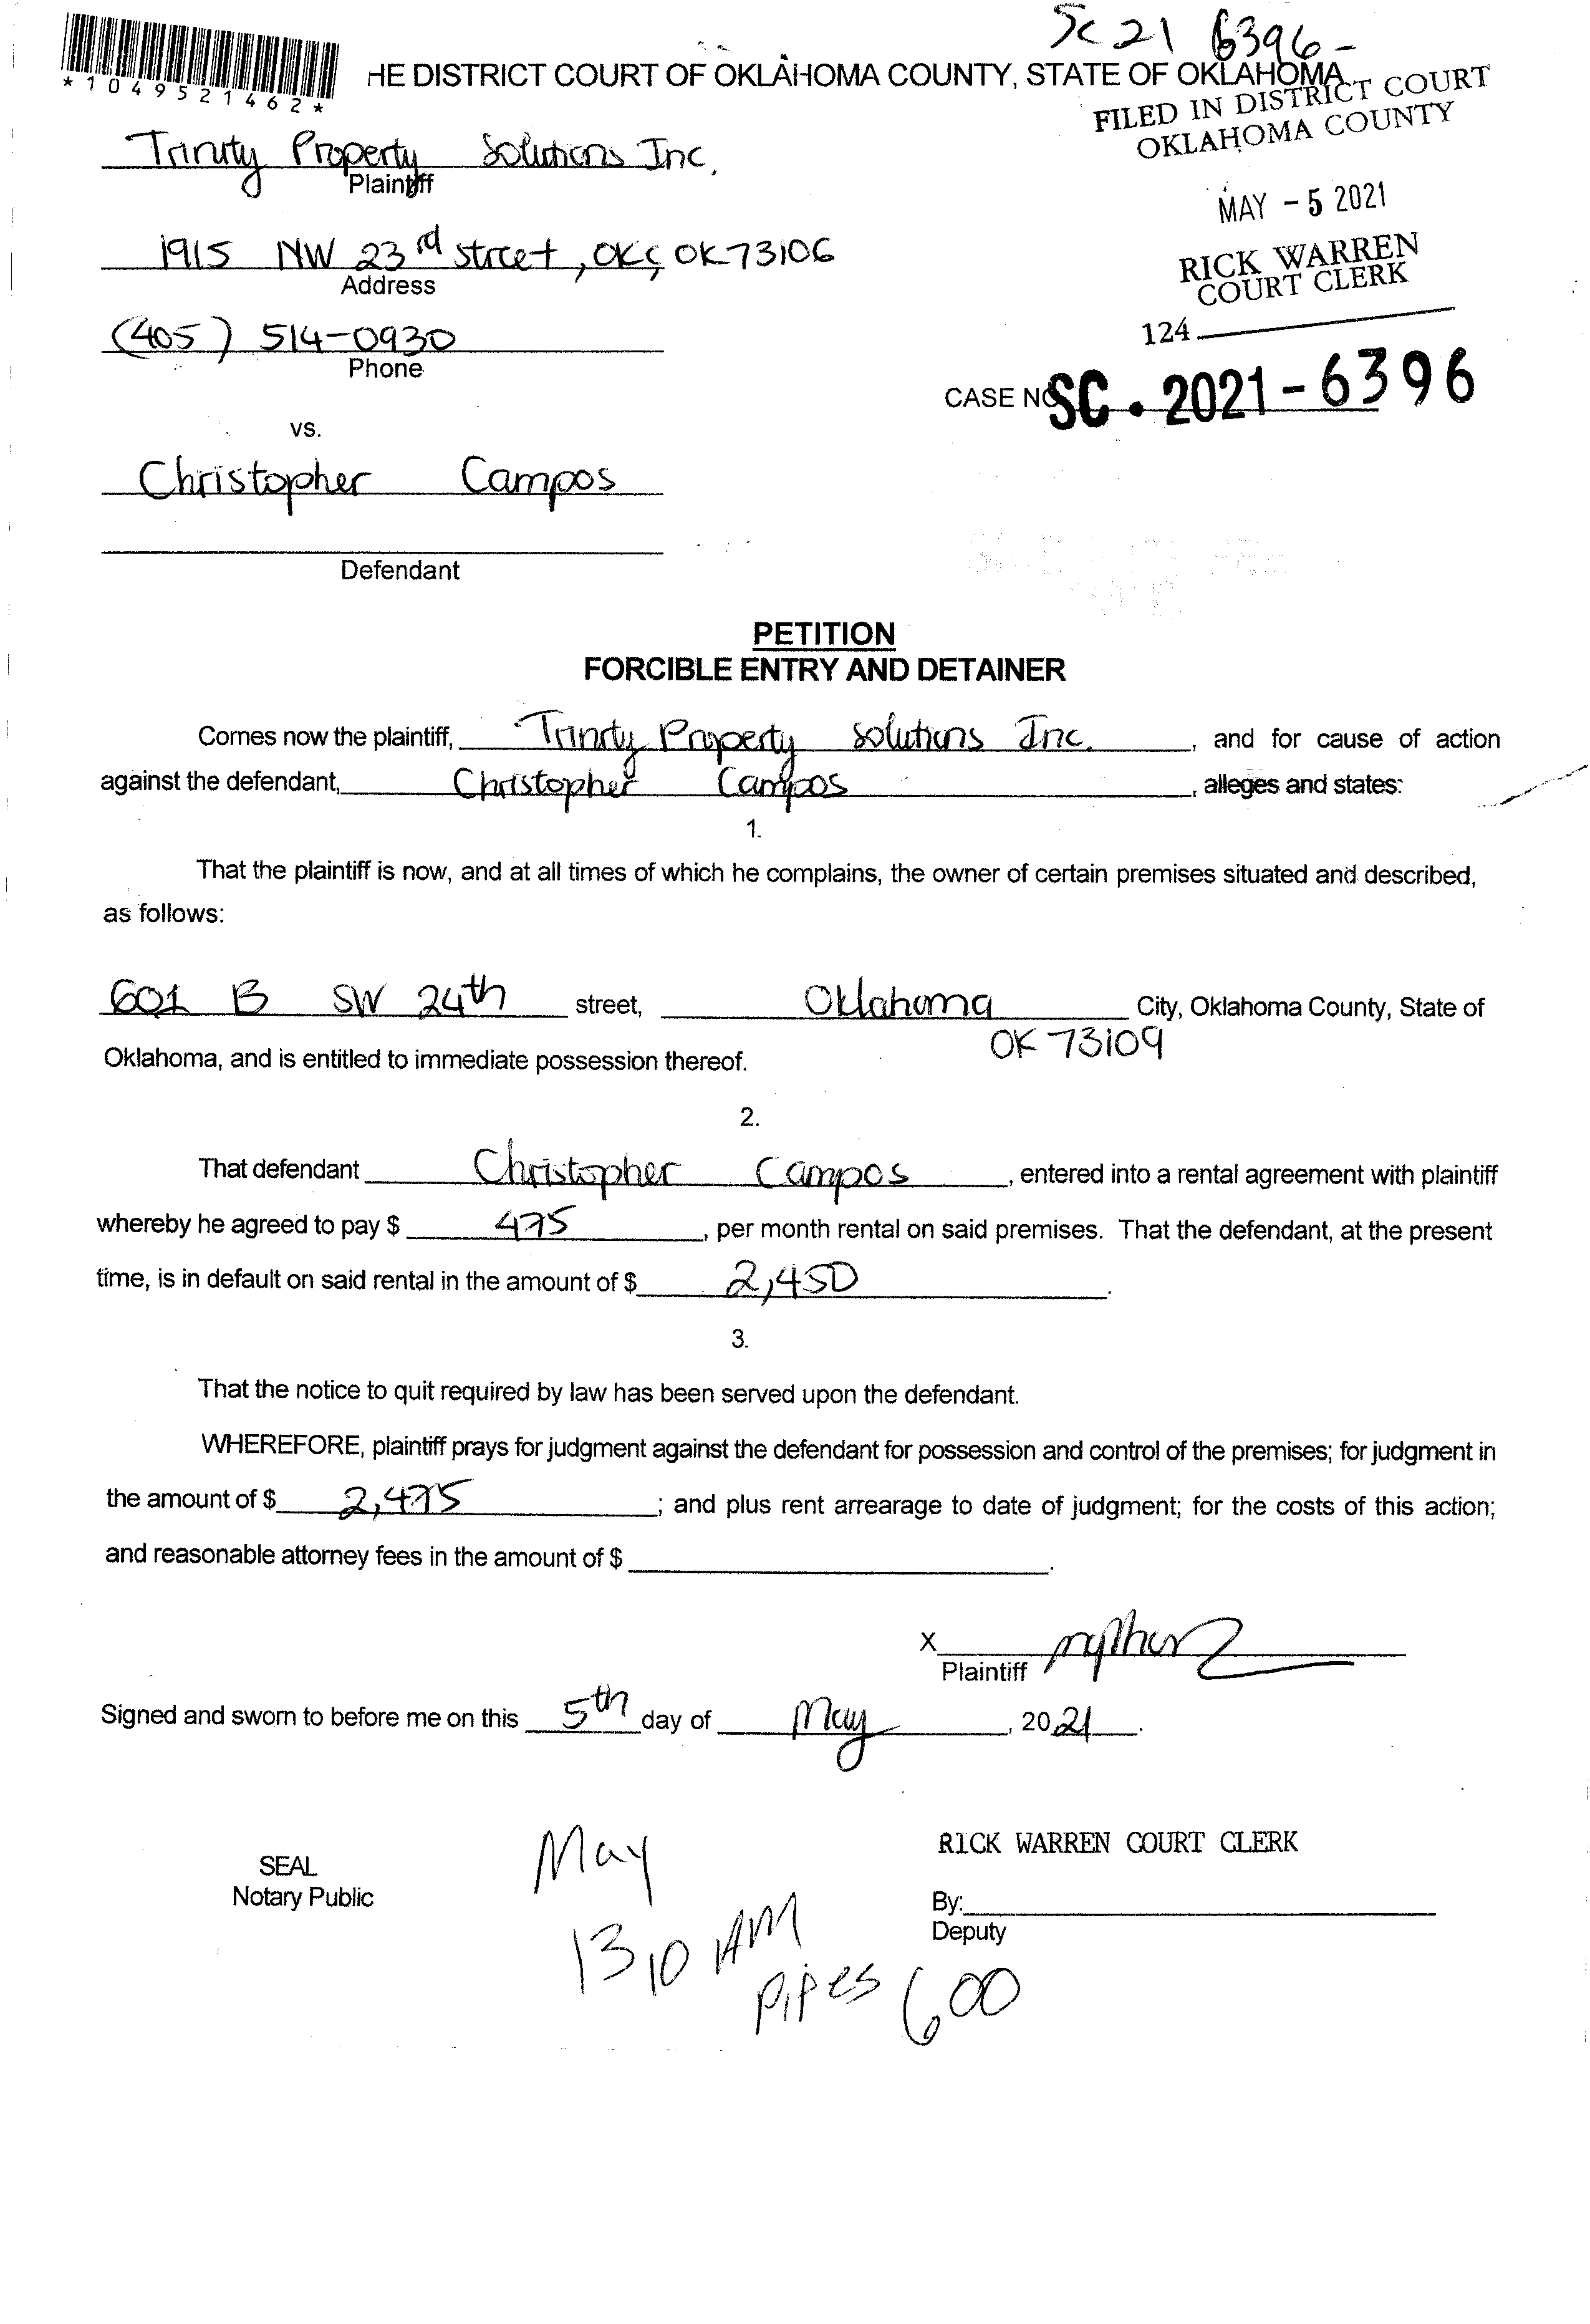 SC 21 6396-
HE DISTRICT COURT OF OKLAHOMA COUNTY, STATE OF OKLAHOMA
*1049521462*
FILED IN DISTRICT COURT
OKLAHOMA COUNTY
Trinity Property Solutions Inc.
Plaintiff
MAY - 5 2021
1915 NW 23rd street, OKC, OK 73106
Address
RICK WARREN
COURT CLERK
(405) 514-0930
Phone
124
CASE NO SC. 2021-6396
vs.
Christopher Campos
Defendant
PETITION
FORCIBLE ENTRY AND DETAINER
Comes now the plaintiff, Trinity Property Solutions Inc. , and for cause of action
against the defendant, Christopher Campos , alleges and states:
1.
That the plaintiff is now, and at all times of which he complains, the owner of certain premises situated and described,
as follows:
601 B SW 24th street, Oklahoma City, Oklahoma County, State of
OK 73109
Oklahoma, and is entitled to immediate possession thereof.
2.
That defendant Christopher Campos , entered into a rental agreement with plaintiff
whereby he agreed to pay $ 475 , per month rental on said premises. That the defendant, at the present
time, is in default on said rental in the amount of $ 2,450 .
3.
That the notice to quit required by law has been served upon the defendant.
WHEREFORE, plaintiff prays for judgment against the defendant for possession and control of the premises; for judgment in
the amount of $ 2,475 ; and plus rent arrearage to date of judgment; for the costs of this action;
and reasonable attorney fees in the amount of $ .
X
Plaintiff
Signed and sworn to before me on this 5th day of May , 20 21 .
RICK WARREN COURT CLERK
SEAL
Notary Public
By:
Deputy
May
13 10 AM
Pipes 600